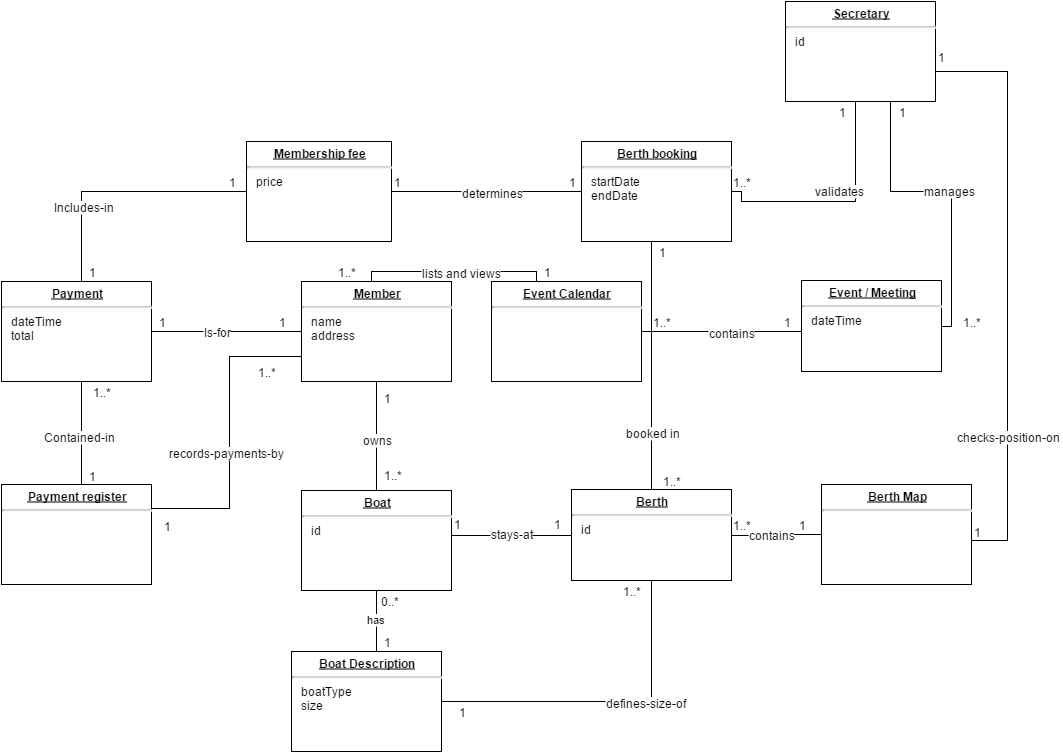 Secretary
id
1
1
1
Membership fee
price
Berth booking
startDate
endDate
1
1
determines
1
1..*
validates
manages
Includes-in
1
1
1..*
lists and views
1
Payment
dateTime
total
Member
name
address
Event Calendar
Event / Meeting
dateTime
1
Is-for
1
1..*
contains
1
1..*
1..*
1..*
1
Contained-in
owns
booked in
checks-position-on
records-payments-by
1
1..*
1..*
Payment register
1
Boat
id
Berth
id
Berth Map
1
stays-at
1
1..*
contains
1
1
0..*
1..*
has
1
Boat Description
boatType
size
1
defines-size-of